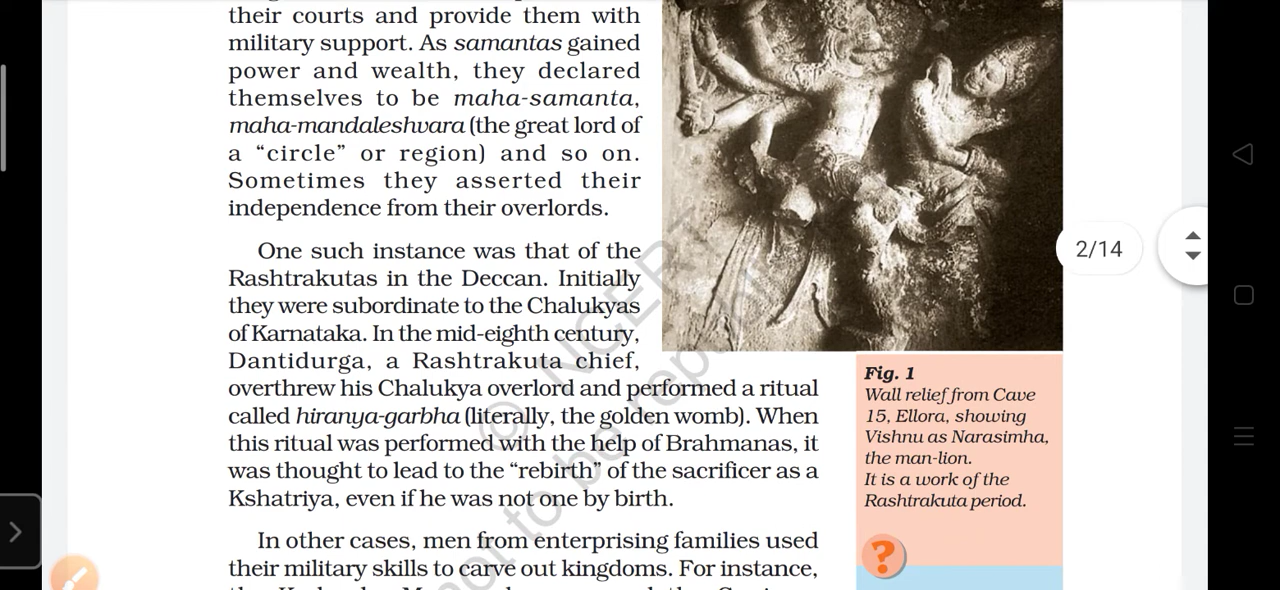 their courts and provide them with
military support. As samantas gained
power and wealth, they declared
themselves to be maha-samanta,
maha-mandaleshvara (the great lord of
a “circle” or region) and so on.
Sometimes they asserted their
independence from their overlords.
One such instance was that of the
Rashtrakutas in the Deccan. Initially
they were subordinate to the Chalukyas
of Karnataka. In the mid-eighth century,
Dantidurga, a Rashtrakuta chief,
overthrew his Chalukya overlord and performed a ritual
called hiranya-garbha (literally, the golden womb). When
this ritual was performed with the help of Brahmanas, it
was thought to lead to the “rebirth” of the sacrificer as a
Kshatriya, even if he was not one by birth.
In other cases, men from enterprising families used
their military skills to carve out kingdoms. For instance,
2/14
Fig. 1
Wall relief from Cave
15, Ellora, showing
Vishnu as Narasimha,
the man-lion.
It is a work of the
Rashtrakuta period.
?
© NCER
not to be repu